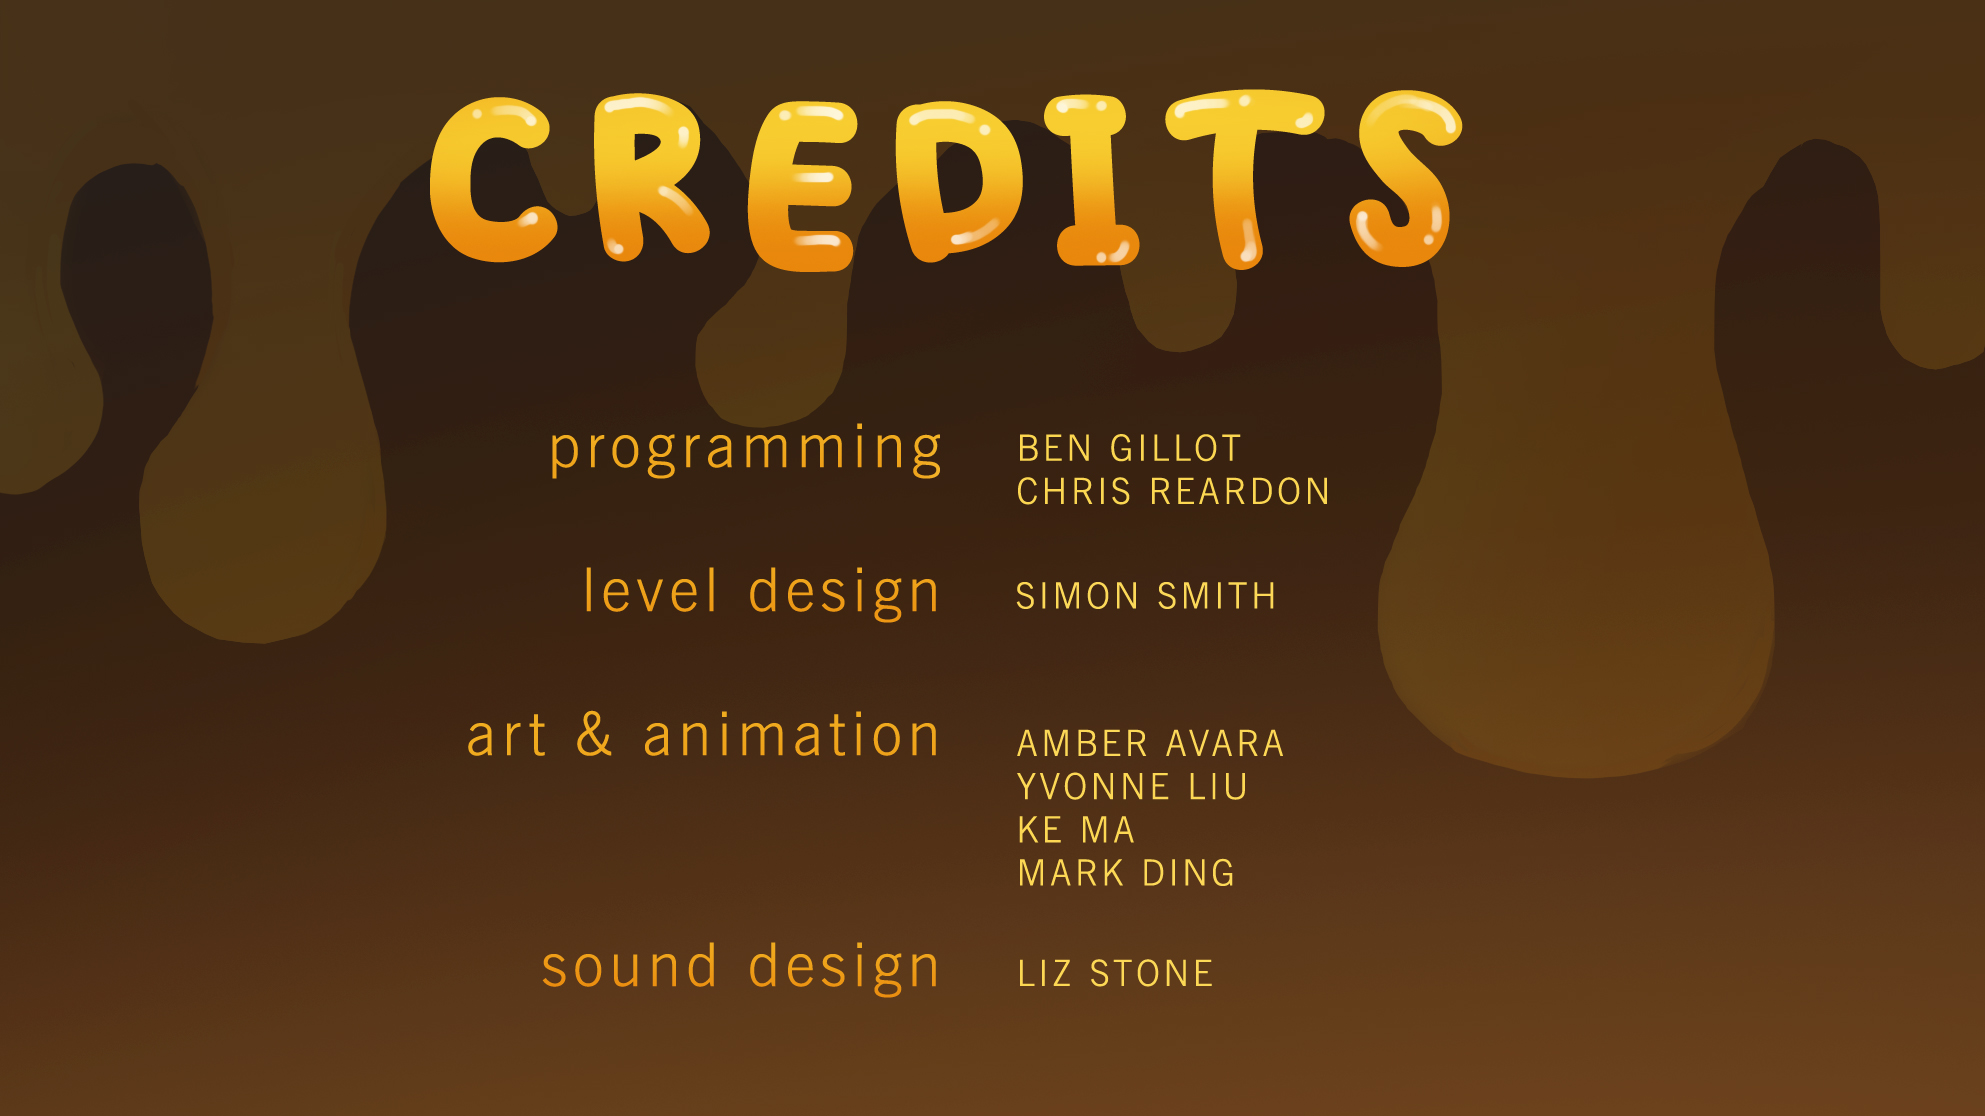 CREDITS
programming BEN GILLOT
CHRIS REARDON
level design SIMON SMITH
art & animation AMBER AVARA
YVONNE LIU
KE MA
MARK DING
sound design LIZ STONE